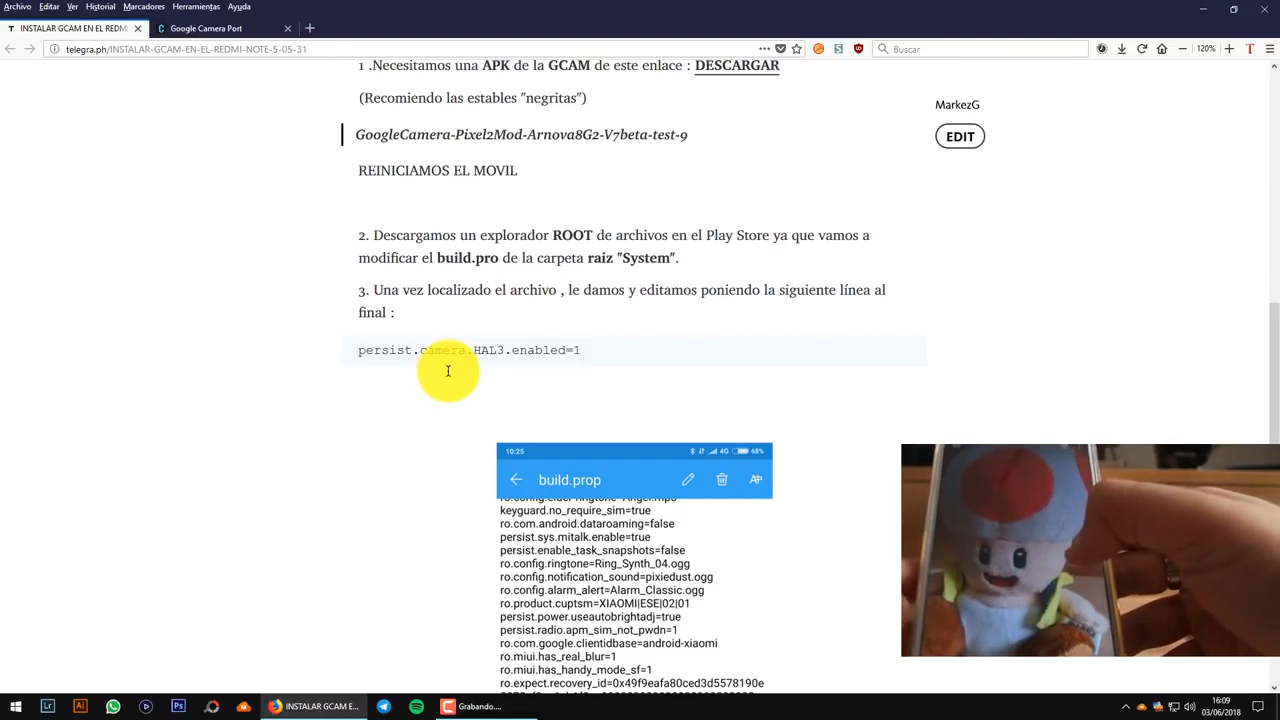 Archivo Editar Ver Historial Marcadores Herramientas Ayuda
INSTALAR GCAM EN EL REDMI
Google Camera Port
telegra.ph/INSTALAR-GCAM-EN-EL-REDMI-NOTE-5-05-31
Buscar
120%
1 .Necesitamos una APK de la GCAM de este enlace : DESCARGAR
(Recomiendo las estables "negritas")
MarkezG
GoogleCamera-Pixel2Mod-Arnova8G2-V7beta-test-9
EDIT
REINICIAMOS EL MOVIL
2. Descargamos un explorador ROOT de archivos en el Play Store ya que vamos a
modificar el build.pro de la carpeta raiz "System".
3. Una vez localizado el archivo , le damos y editamos poniendo la siguiente línea al
final :
persist.camera.HAL3.enabled=1
10:25
4G 68%
build.prop
keyguard.no_require_sim=true
ro.com.android.dataroaming=false
persist.sys.mitalk.enable=true
persist.enable_task_snapshots=false
ro.config.ringtone=Ring_Synth_04.ogg
ro.config.notification_sound=pixiedust.ogg
ro.config.alarm_alert=Alarm_Classic.ogg
ro.product.cuptsm=XIAOMI|ESE|02|01
persist.power.useautobrightadj=true
persist.radio.apm_sim_not_pwdn=1
ro.com.google.clientidbase=android-xiaomi
ro.miui.has_real_blur=1
ro.miui.has_handy_mode_sf=1
ro.expect.recovery_id=0x49f9eafa80ced3d5578190e
INSTALAR GCAM E...
Grabando....
16:09
03/06/2018